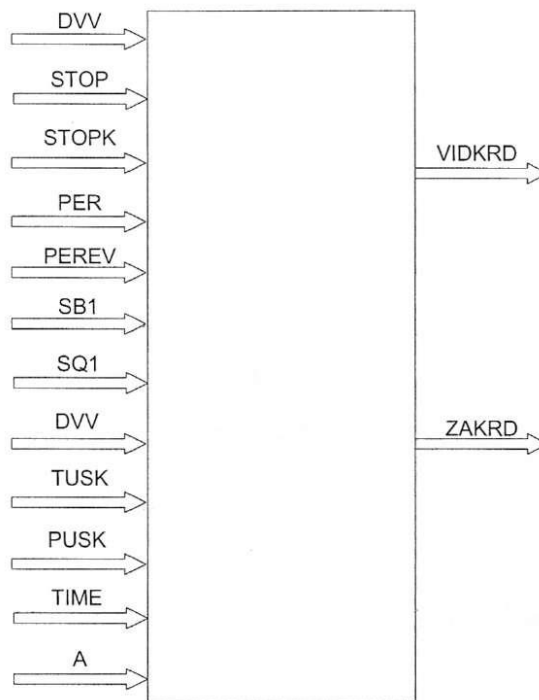 DVV
STOP
STOPK
VIDKRD
PER
PEREV
SB1
SQ1
DVV
ZAKRD
TUSK
PUSK
TIME
A